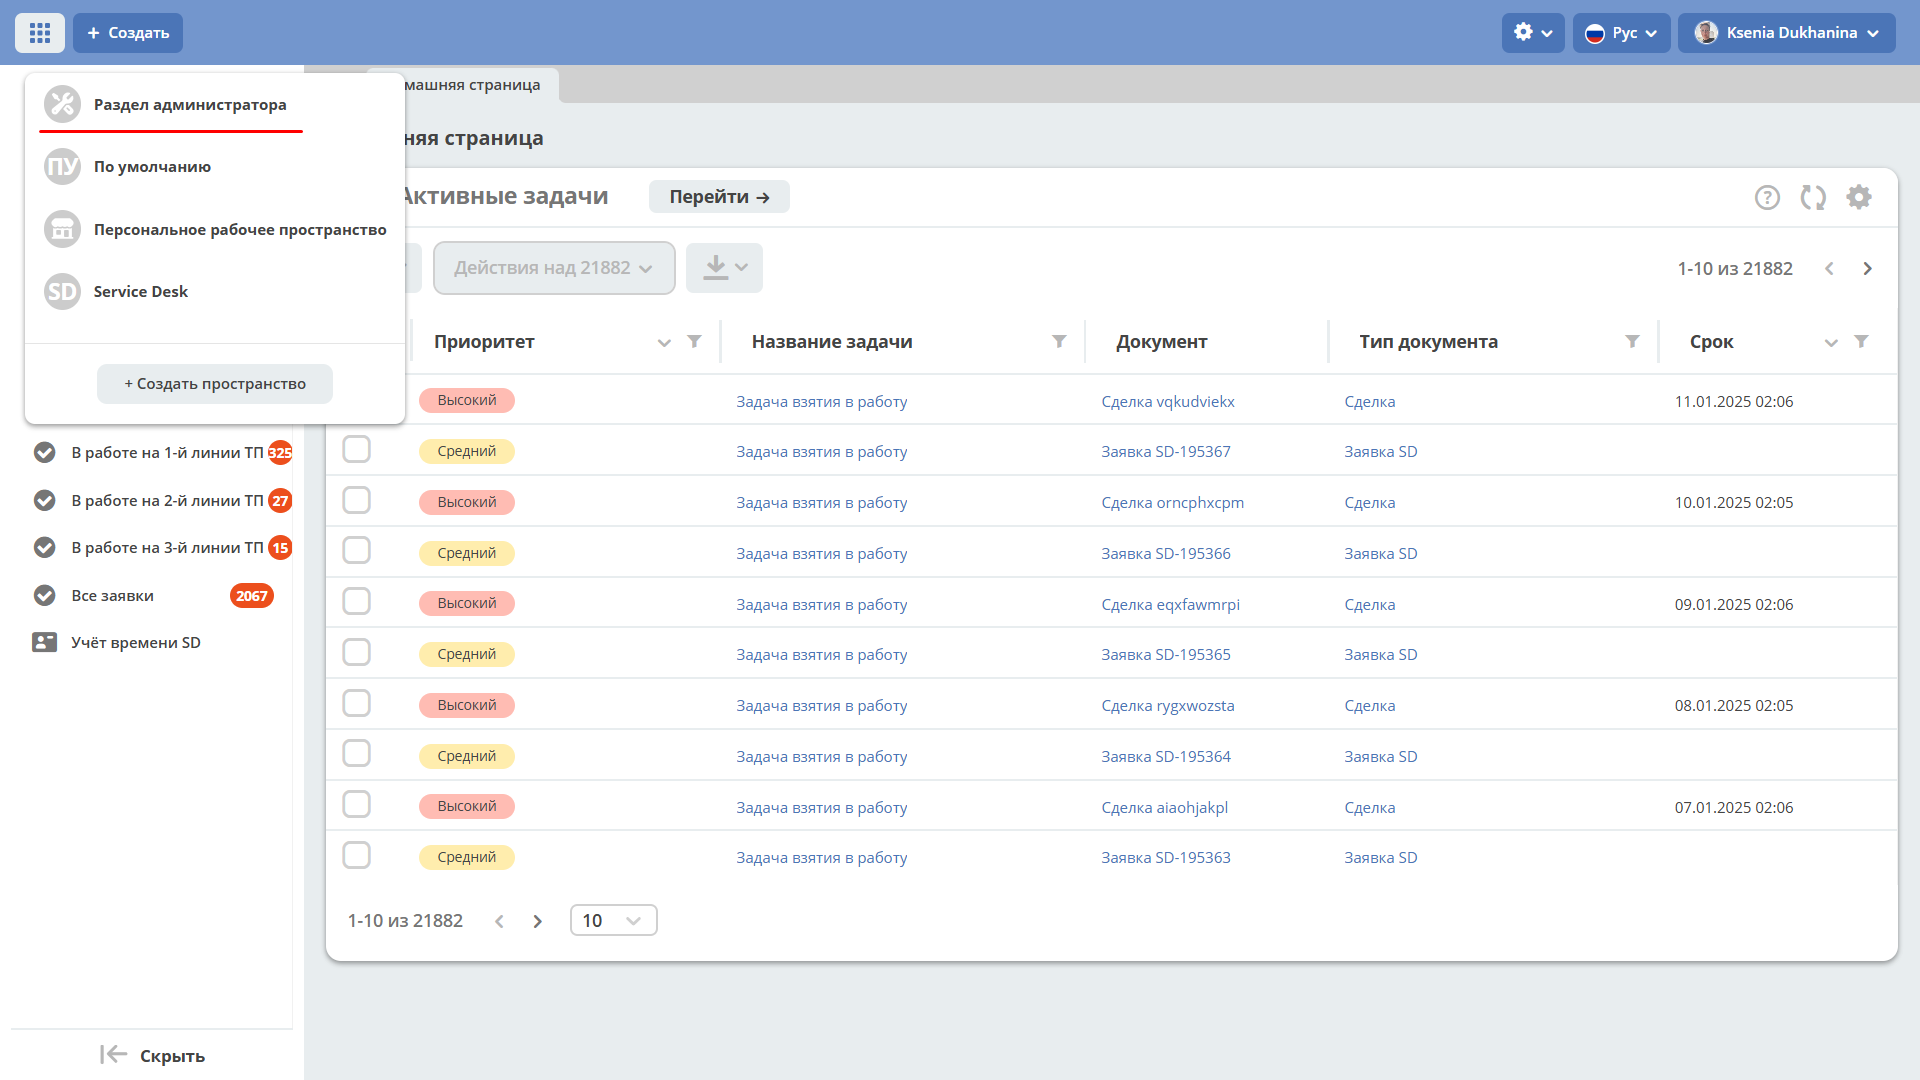 + Создать
Рус
Ksenia Dukhanina
Раздел администратора
ПУ По умолчанию
Персональное рабочее пространство
SD Service Desk
+ Создать пространство
В работе на 1-й линии ТП 325
В работе на 2-й линии ТП 27
В работе на 3-й линии ТП 15
Все заявки 2067
Учёт времени SD
Скрыть
машняя страница
няя страница
Активные задачи Перейти →
Действия над 21882
1-10 из 21882
Приоритет Название задачи Документ Тип документа Срок
Высокий Задача взятия в работу Сделка vqkudviekx Сделка 11.01.2025 02:06
Средний Задача взятия в работу Заявка SD-195367 Заявка SD
Высокий Задача взятия в работу Сделка orncphxcpm Сделка 10.01.2025 02:05
Средний Задача взятия в работу Заявка SD-195366 Заявка SD
Высокий Задача взятия в работу Сделка eqxfawmrpi Сделка 09.01.2025 02:06
Средний Задача взятия в работу Заявка SD-195365 Заявка SD
Высокий Задача взятия в работу Сделка rygxwozsta Сделка 08.01.2025 02:05
Средний Задача взятия в работу Заявка SD-195364 Заявка SD
Высокий Задача взятия в работу Сделка aiaohjakpl Сделка 07.01.2025 02:06
Средний Задача взятия в работу Заявка SD-195363 Заявка SD
1-10 из 21882 10